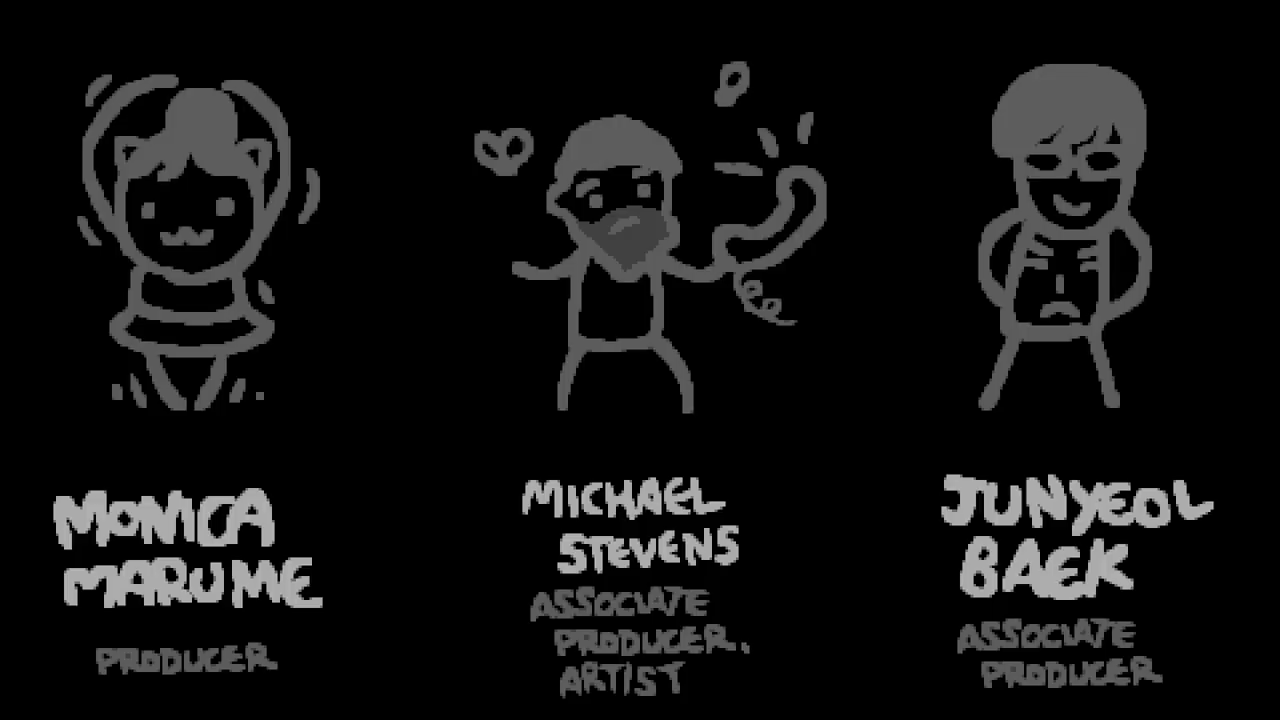 MONICA
MARUME
PRODUCER
MICHAEL
STEVENS
ASSOCIATE
PRODUCER.
ARTIST
JUNYEOL
BAEK
ASSOCIATE
PRODUCER